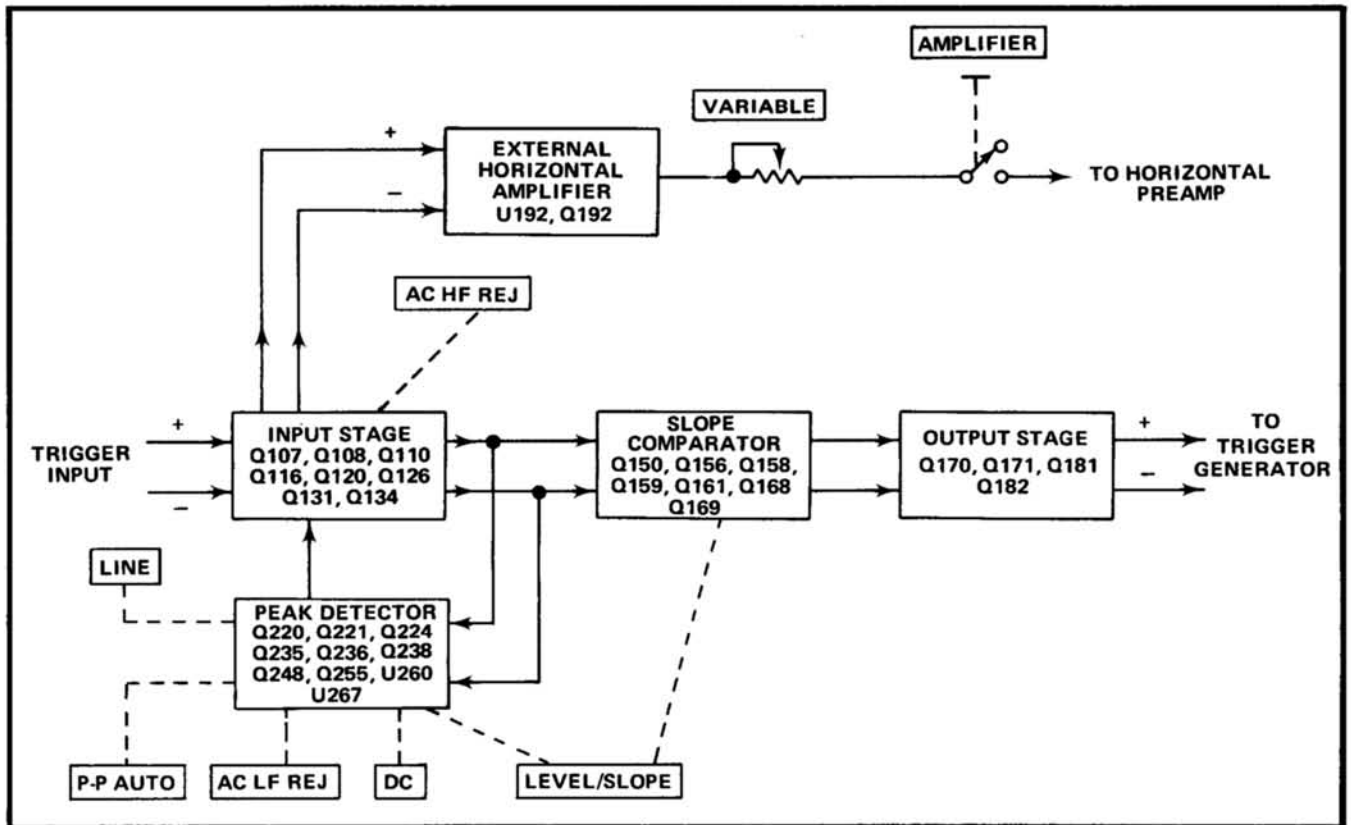 AMPLIFIER
VARIABLE
+
−
EXTERNAL
HORIZONTAL
AMPLIFIER
U192, Q192
TO HORIZONTAL
PREAMP
AC HF REJ
TRIGGER
INPUT
+
−
INPUT STAGE
Q107, Q108, Q110
Q116, Q120, Q126
Q131, Q134
SLOPE
COMPARATOR
Q150, Q156, Q158,
Q159, Q161, Q168
Q169
OUTPUT STAGE
Q170, Q171, Q181
Q182
+
−
TO
TRIGGER
GENERATOR
LINE
PEAK DETECTOR
Q220, Q221, Q224
Q235, Q236, Q238
Q248, Q255, U260
U267
P-P AUTO
AC LF REJ
DC
LEVEL/SLOPE